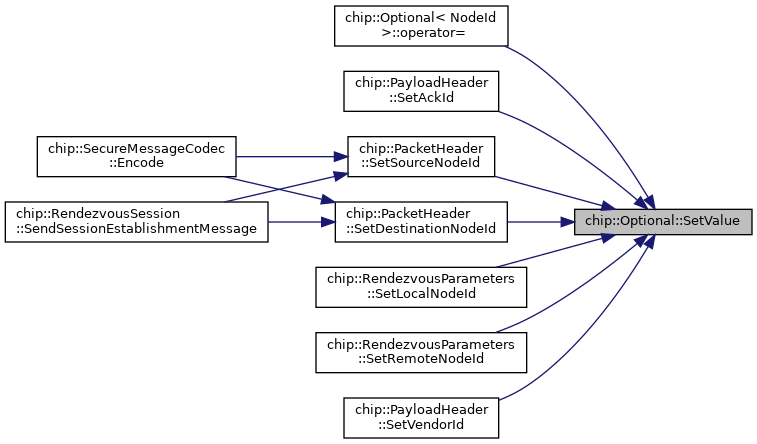 chip::Optional< NodeId
>::operator=
chip::PayloadHeader
::SetAckId
chip::SecureMessageCodec
::Encode
chip::PacketHeader
::SetSourceNodeId
chip::RendezvousSession
::SendSessionEstablishmentMessage
chip::PacketHeader
::SetDestinationNodeId
chip::Optional::SetValue
chip::RendezvousParameters
::SetLocalNodeId
chip::RendezvousParameters
::SetRemoteNodeId
chip::PayloadHeader
::SetVendorId